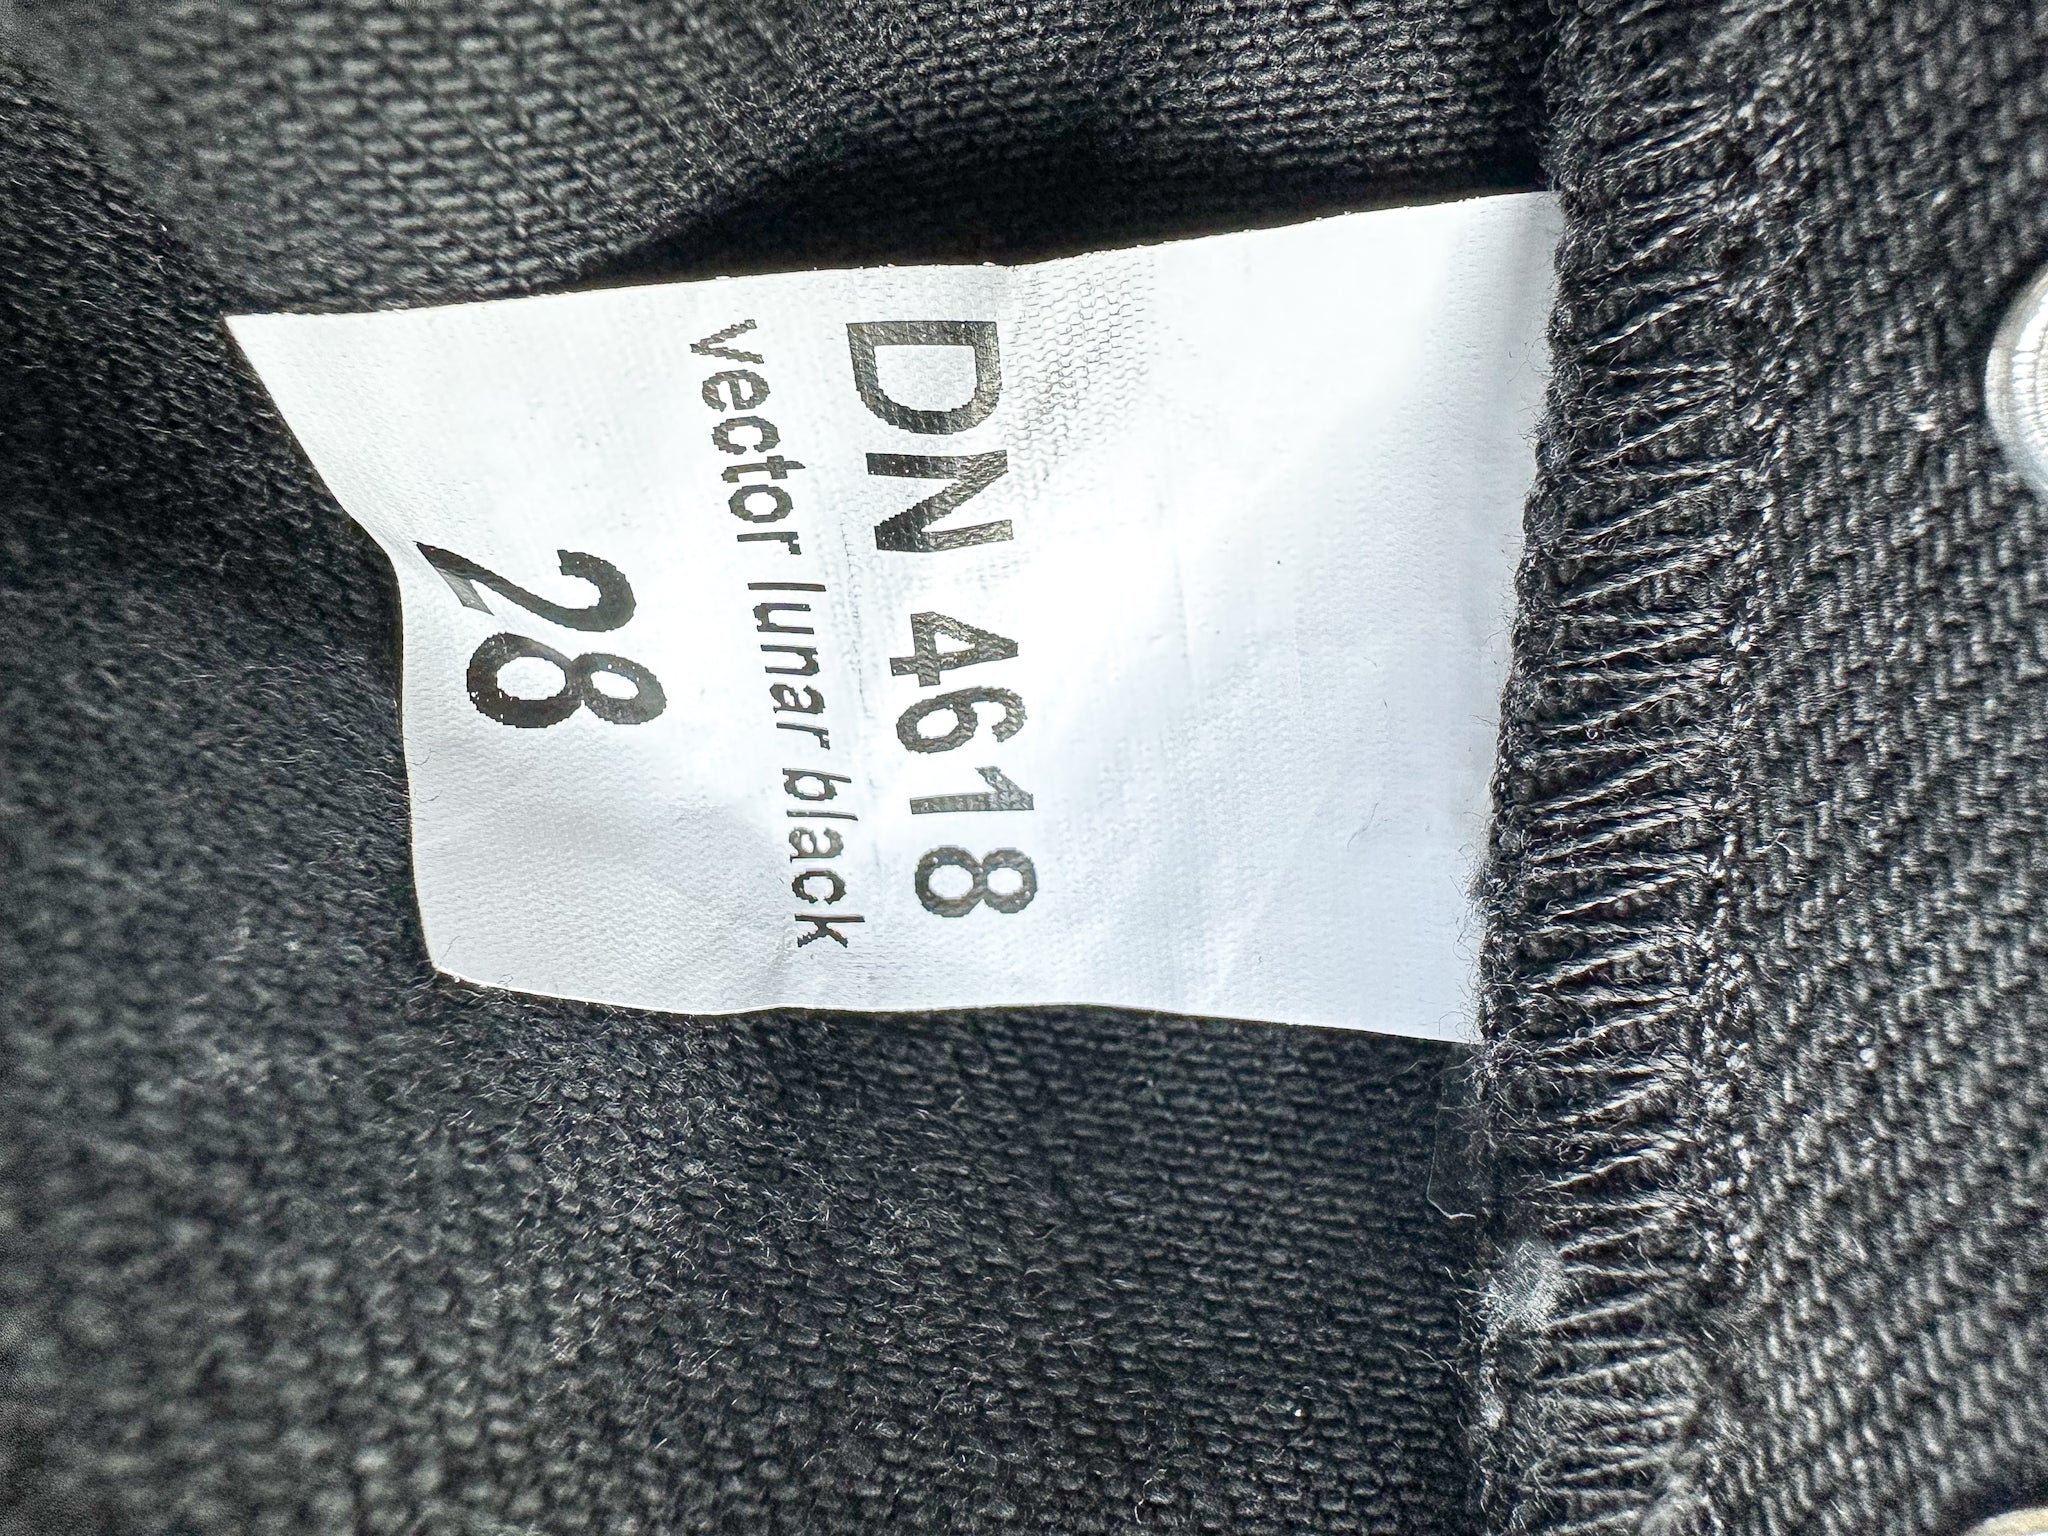 DN 4618
vector lunar black
28